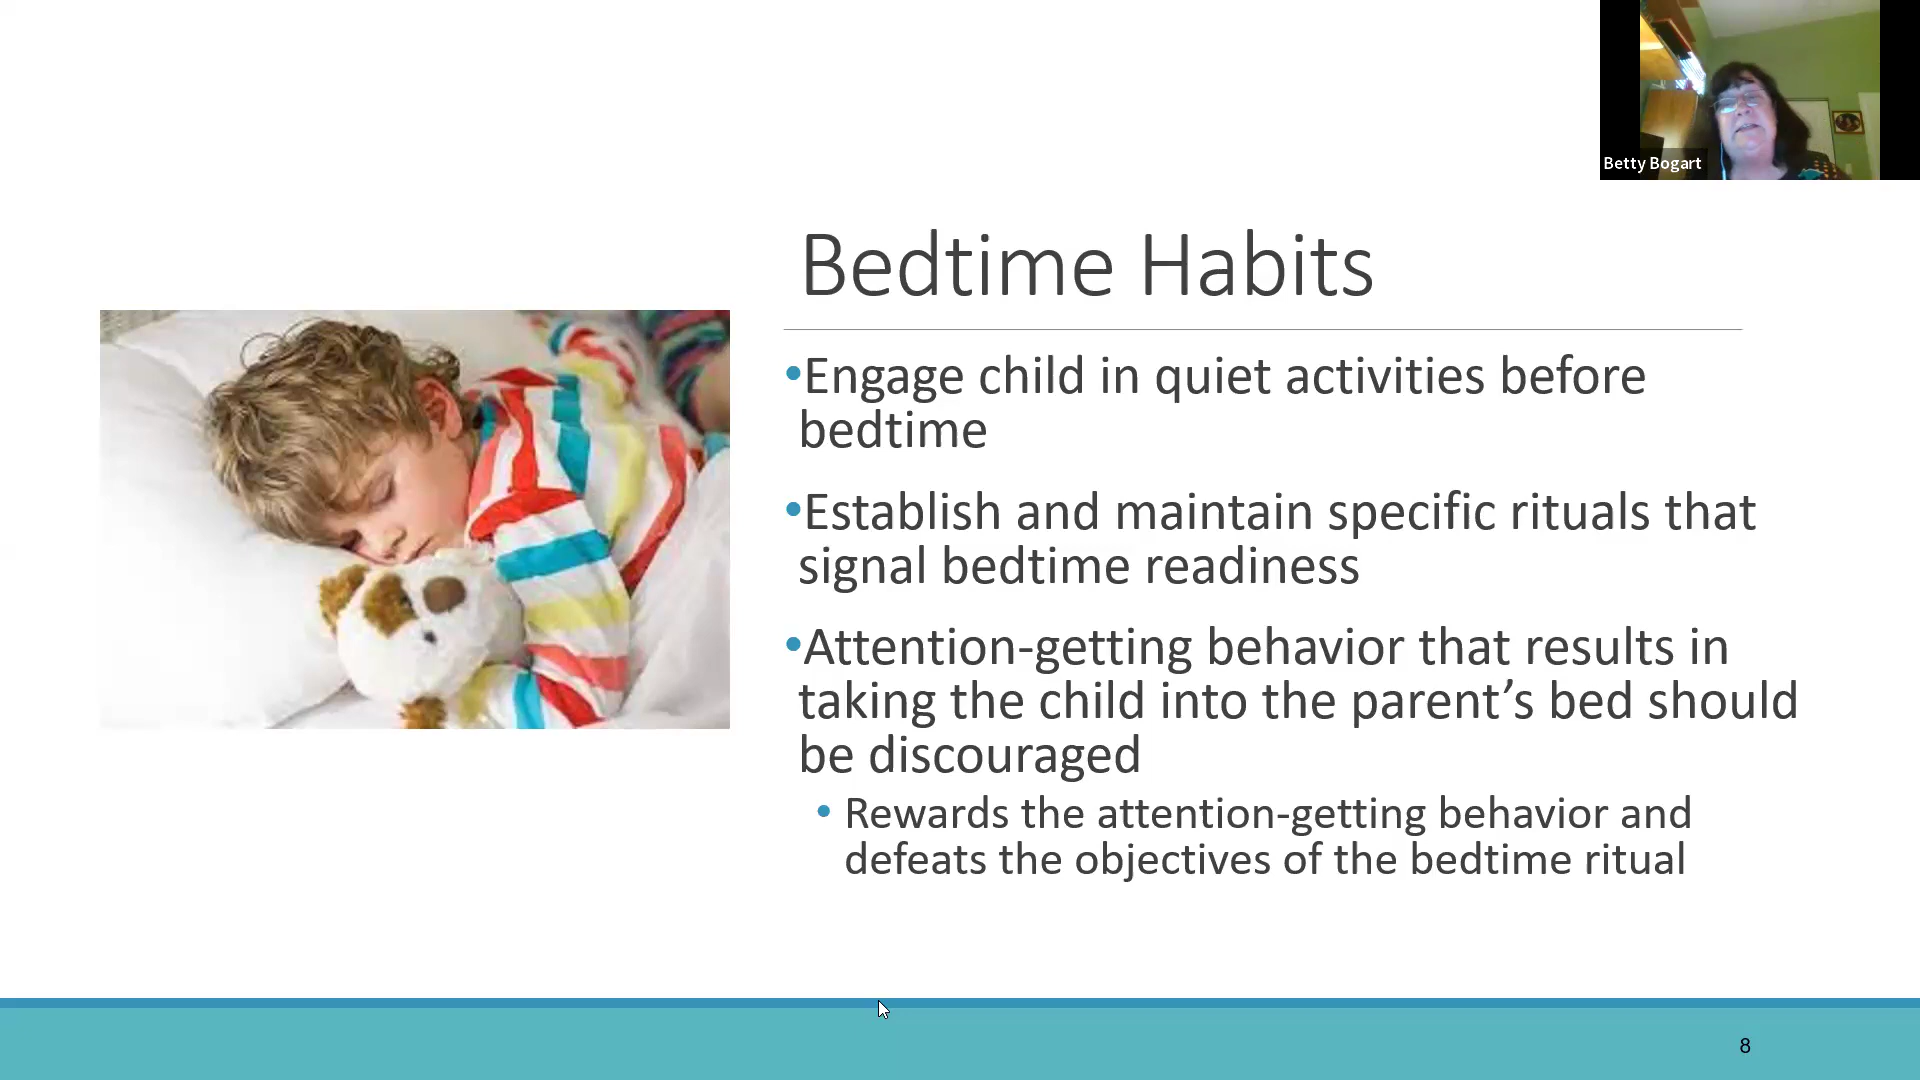 Betty Bogart
Bedtime Habits
•Engage child in quiet activities before
bedtime
•Establish and maintain specific rituals that
signal bedtime readiness
•Attention-getting behavior that results in
taking the child into the parent’s bed should
be discouraged
• Rewards the attention-getting behavior and
defeats the objectives of the bedtime ritual
8